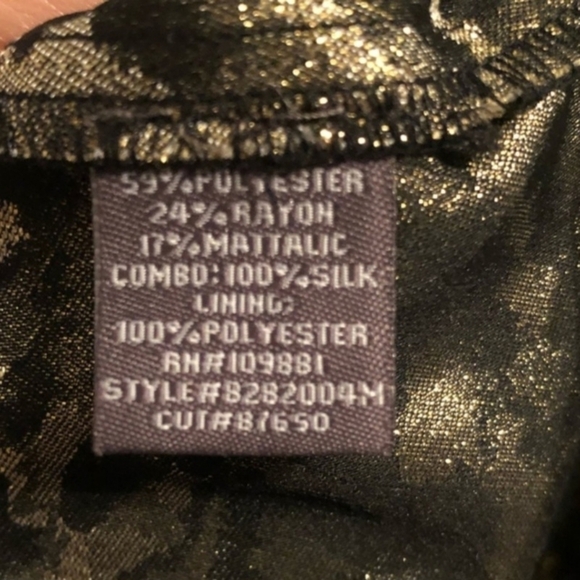 59%POLYESTER
24%RAYON
17%MATTALIC
COMBO:100%SILK
LINING:
100%POLYESTER
RN#109881
STYLE#8282004M
CUT#87650